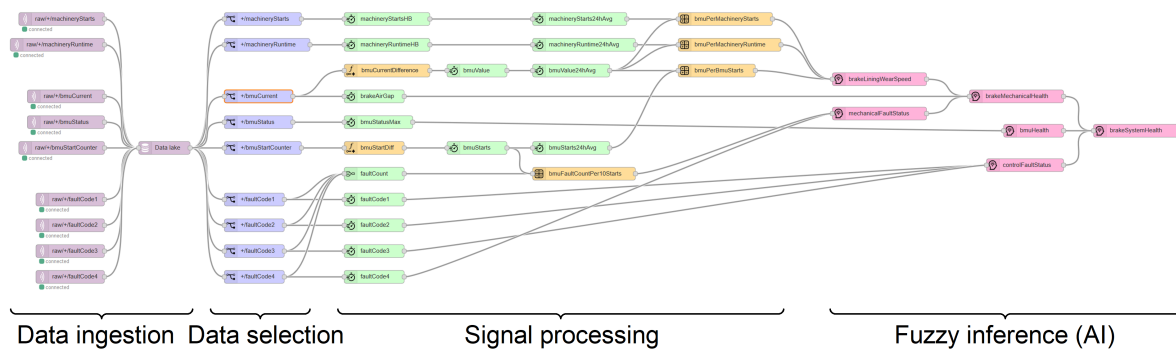 raw/+/machineryStarts
connected
raw/+/machineryRuntime
connected
raw/+/bmuCurrent
connected
raw/+/bmuStatus
connected
raw/+/bmuStartCounter
connected
raw/+/faultCode1
connected
raw/+/faultCode2
connected
raw/+/faultCode3
connected
raw/+/faultCode4
connected
Data lake
+/machineryStarts
+/machineryRuntime
+/bmuCurrent
+/bmuStatus
+/bmuStartCounter
+/faultCode1
+/faultCode2
+/faultCode3
+/faultCode4
machineryStartsHB
machineryRuntimeHB
bmuCurrentDifference
brakeAirGap
bmuStatusMax
bmuStartDiff
faultCount
faultCode1
faultCode2
faultCode3
faultCode4
bmuValue
bmuStarts
machineryStarts24hAvg
machineryRuntime24hAvg
bmuValue24hAvg
bmuStarts24hAvg
bmuFaultCountPer10Starts
bmuPerMachineryStarts
bmuPerMachineryRuntime
bmuPerBmuStarts
brakeLiningWearSpeed
mechanicalFaultStatus
brakeMechanicalHealth
bmuHealth
controlFaultStatus
brakeSystemHealth
Data ingestion
Data selection
Signal processing
Fuzzy inference (AI)